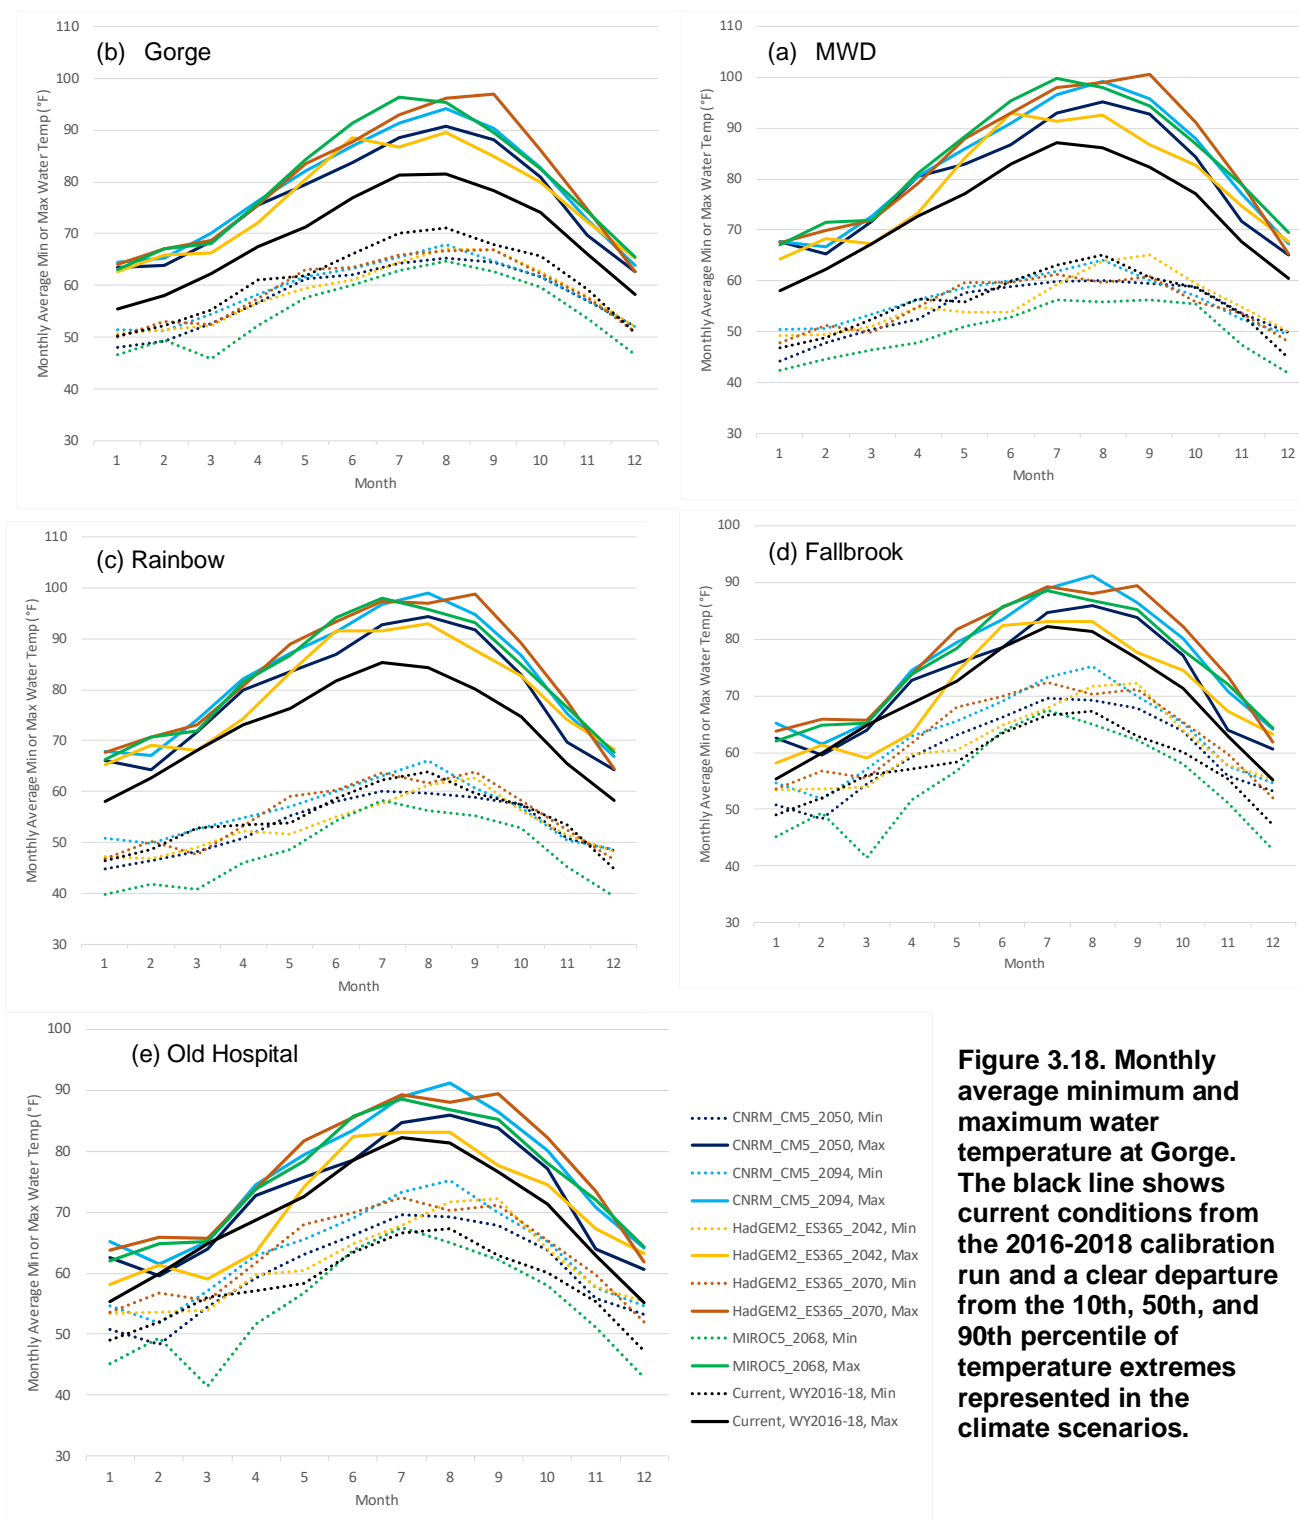 (b) Gorge
Monthly Average Min or Max Water Temp (°F)
110
100
90
80
70
60
50
40
30
1 2 3 4 5 6 7 8 9 10 11 12
Month
(a) MWD
Monthly Average Min or Max Water Temp (°F)
110
100
90
80
70
60
50
40
30
1 2 3 4 5 6 7 8 9 10 11 12
Month
(c) Rainbow
Monthly Average Min or Max Water Temp (°F)
110
100
90
80
70
60
50
40
30
1 2 3 4 5 6 7 8 9 10 11 12
Month
(d) Fallbrook
Monthly Average Min or Max Water Temp (°F)
100
90
80
70
60
50
40
30
1 2 3 4 5 6 7 8 9 10 11 12
Month
(e) Old Hospital
Monthly Average Min or Max Water Temp (°F)
100
90
80
70
60
50
40
30
1 2 3 4 5 6 7 8 9 10 11 12
Month
CNRM_CM5_2050, Min
CNRM_CM5_2050, Max
CNRM_CM5_2094, Min
CNRM_CM5_2094, Max
HadGEM2_ES365_2042, Min
HadGEM2_ES365_2042, Max
HadGEM2_ES365_2070, Min
HadGEM2_ES365_2070, Max
MIROC5_2068, Min
MIROC5_2068, Max
Current, WY2016-18, Min
Current, WY2016-18, Max
Figure 3.18. Monthly
average minimum and
maximum water
temperature at Gorge.
The black line shows
current conditions from
the 2016-2018 calibration
run and a clear departure
from the 10th, 50th, and
90th percentile of
temperature extremes
represented in the
climate scenarios.